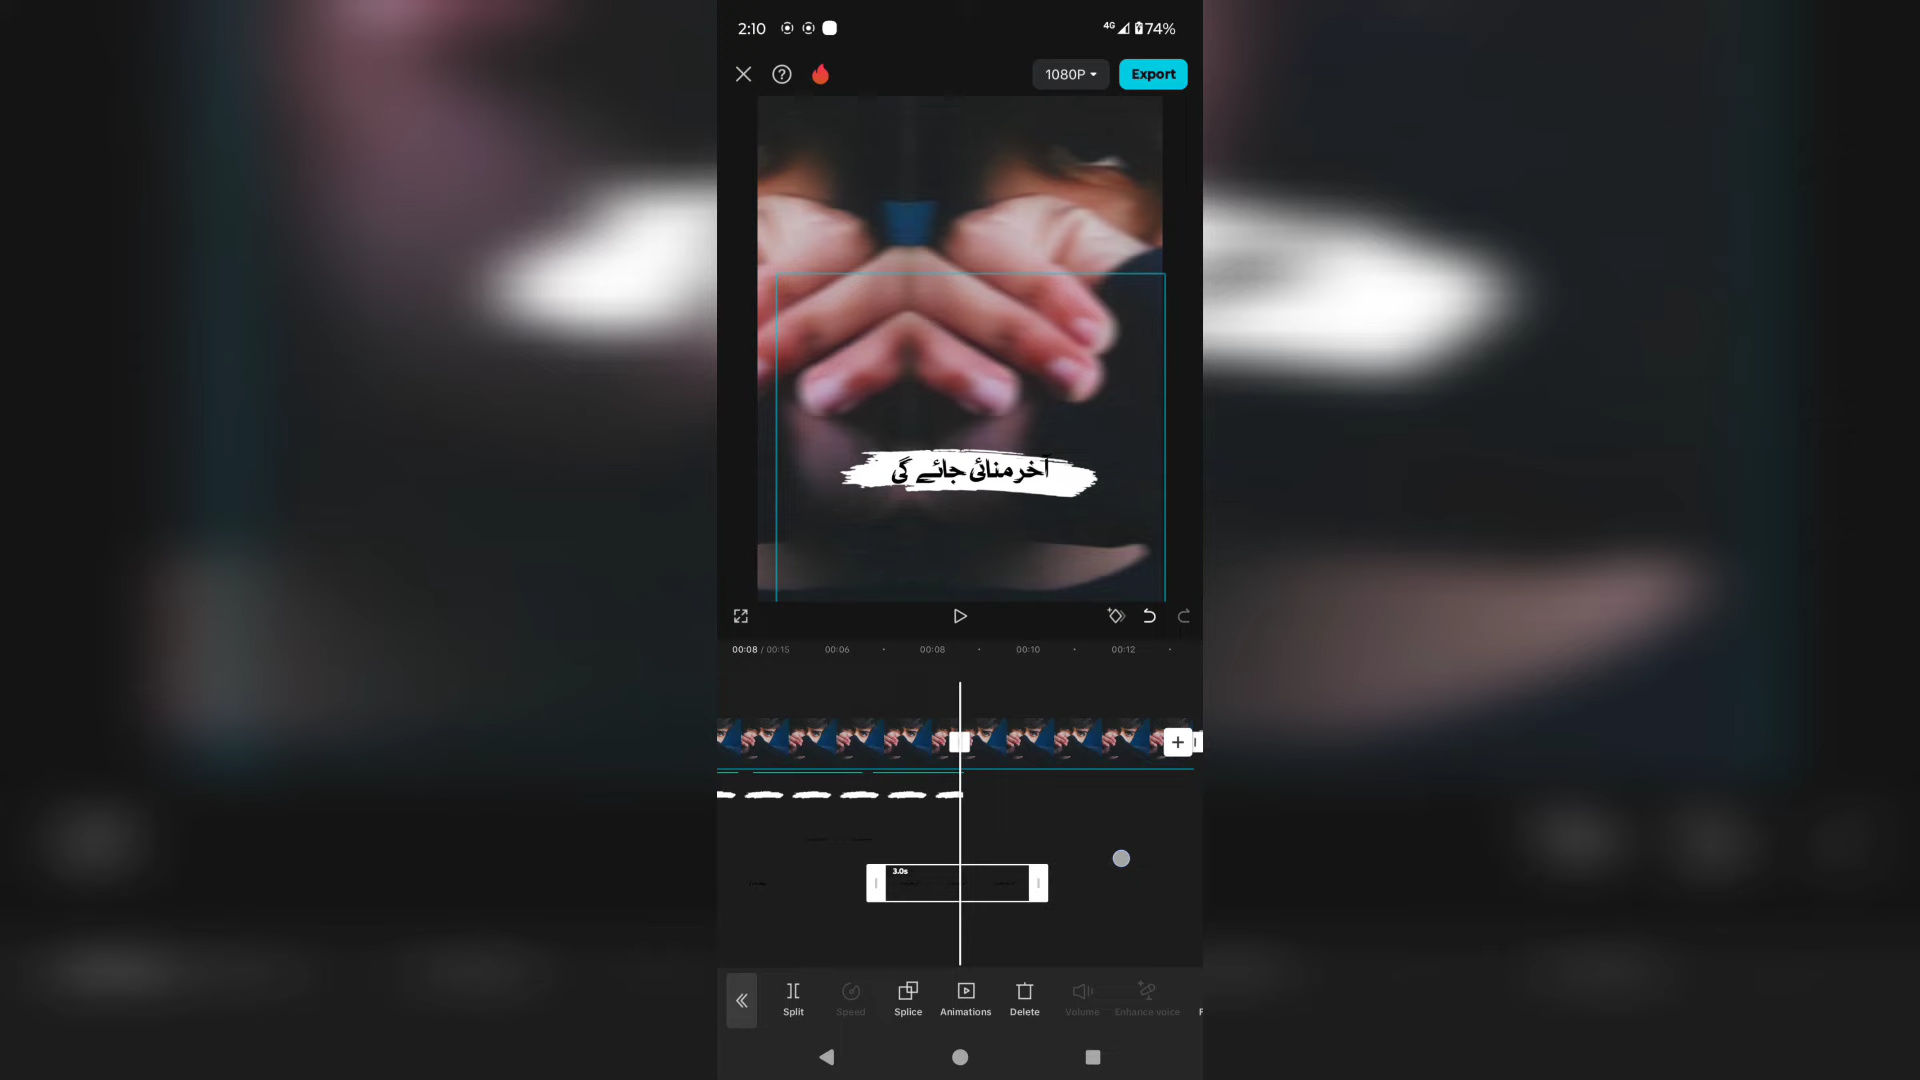 2:10
4G 74%
1080P
Export
آخر منائی جائے گی
00:08 / 00:15 00:06 00:08 00:10 00:12
3.0s
Split Speed Splice Animations Delete Volume Enhance voice F